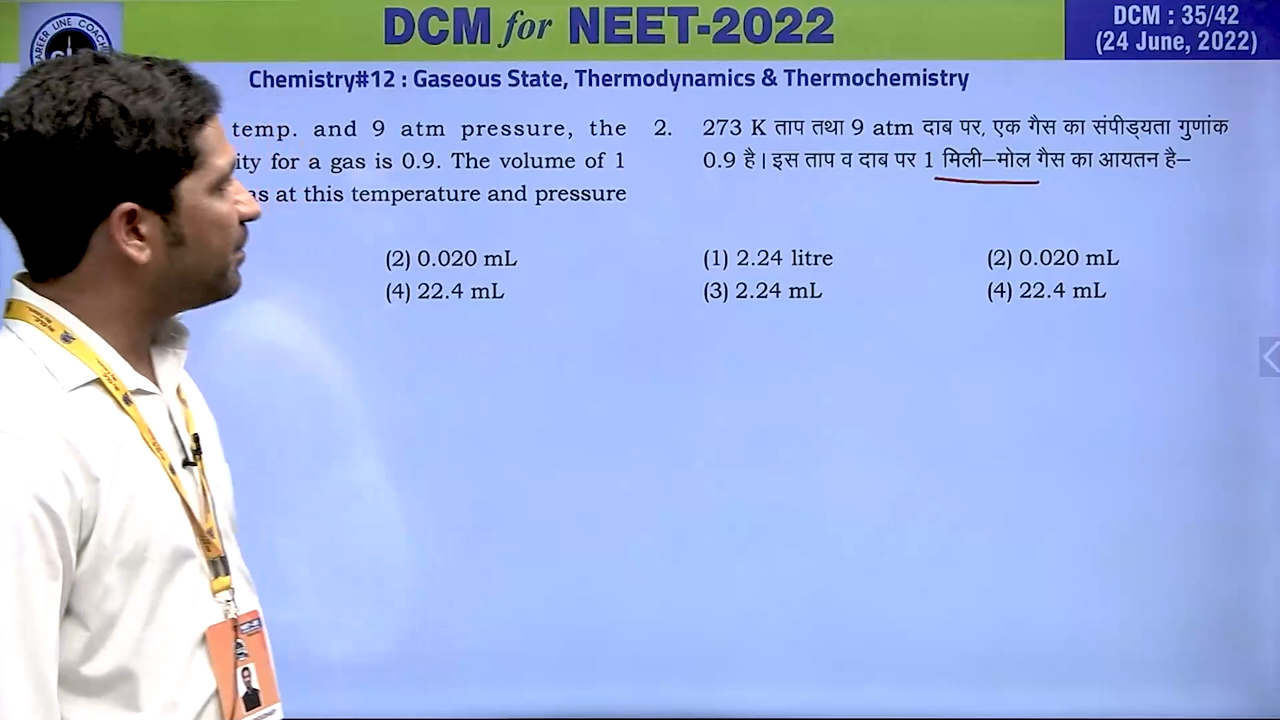 DCM for NEET-2022
DCM : 35/42
(24 June, 2022)
Chemistry#12 : Gaseous State, Thermodynamics & Thermochemistry
temp. and 9 atm pressure, the
for a gas is 0.9. The volume of 1
at this temperature and pressure
(2) 0.020 mL
(4) 22.4 mL
2. 273 K ताप तथा 9 atm दाब पर, एक गैस का संपीड्यता गुणांक
0.9 है। इस ताप व दाब पर 1 मिली–मोल गैस का आयतन है–
(1) 2.24 litre (2) 0.020 mL
(3) 2.24 mL (4) 22.4 mL